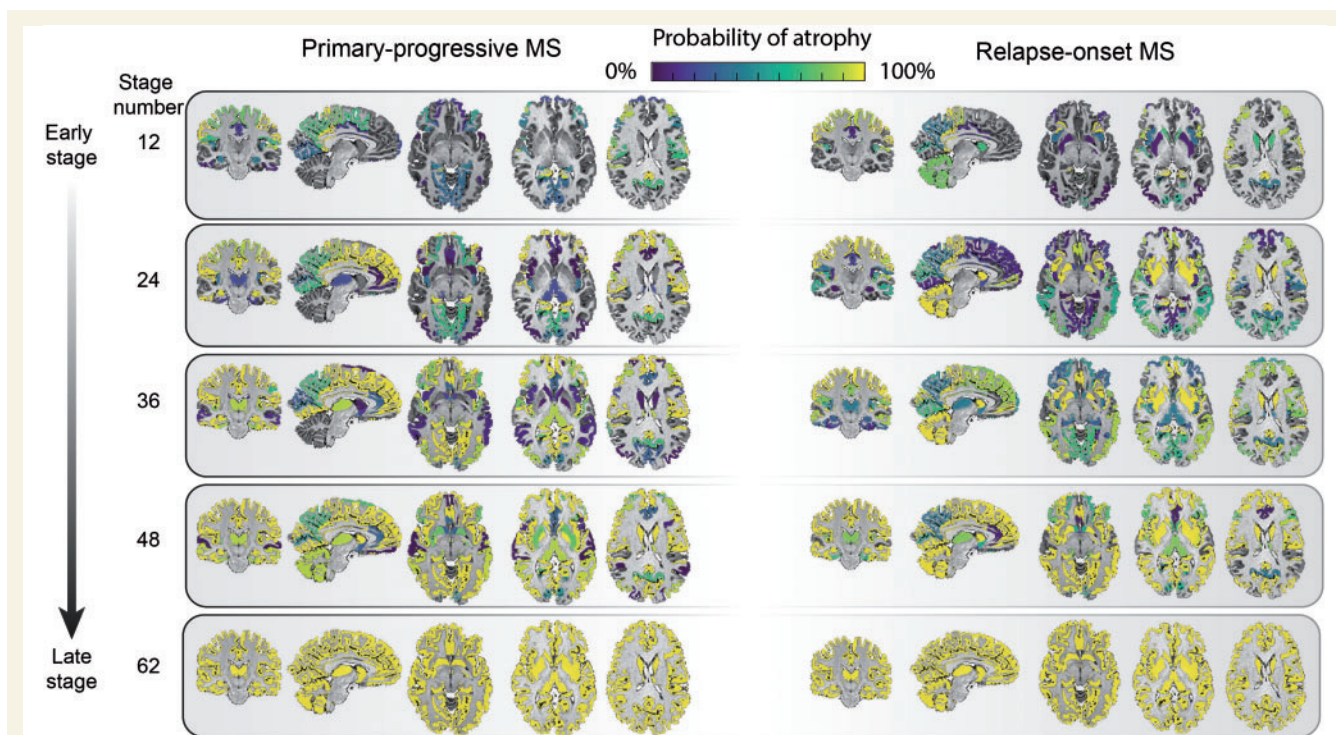 Primary-progressive MS
Probability of atrophy
0%
100%
Relapse-onset MS
Stage
number
Early
stage
12
24
36
48
Late
stage
62